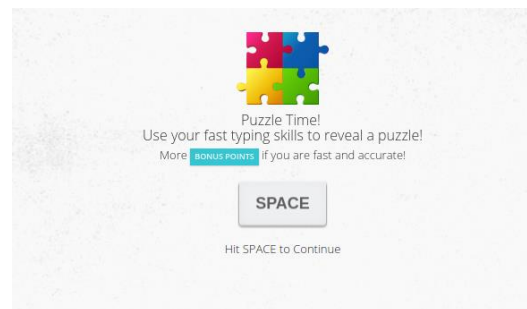 Puzzle Time!
Use your fast typing skills to reveal a puzzle!
More BONUS POINTS if you are fast and accurate!
SPACE
Hit SPACE to Continue